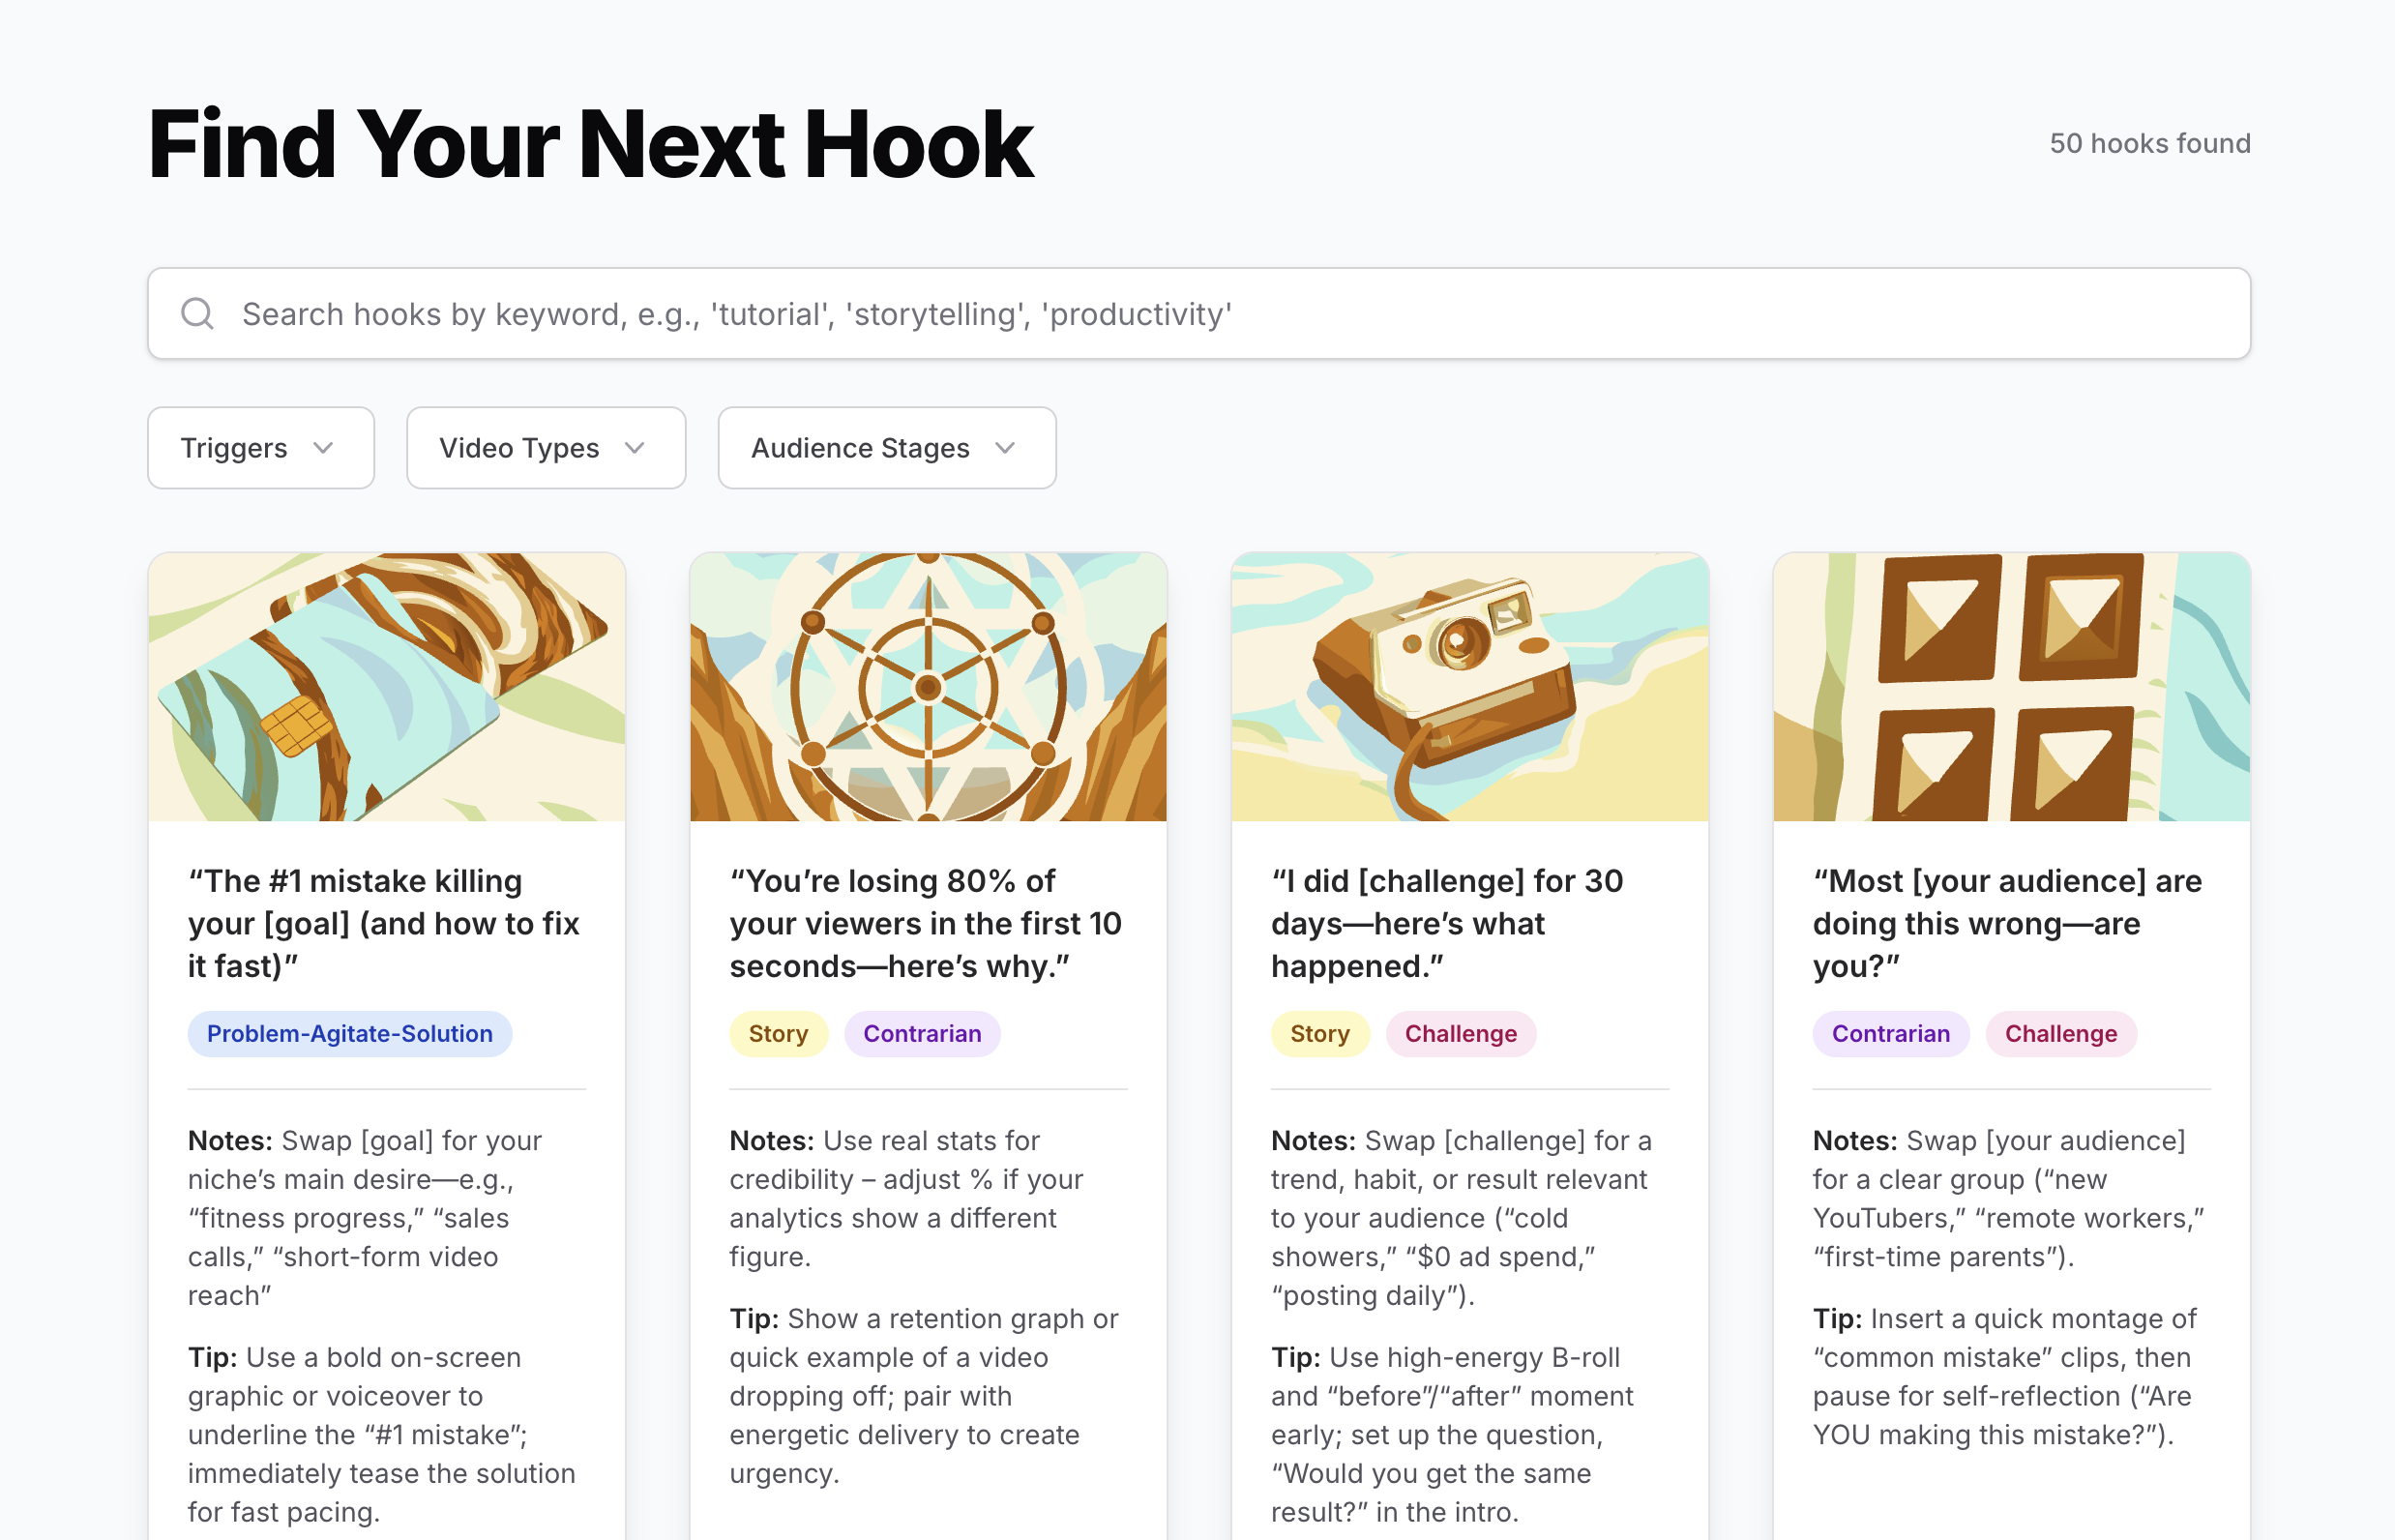 Find Your Next Hook
50 hooks found
Search hooks by keyword, e.g., 'tutorial', 'storytelling', 'productivity'
Triggers
Video Types
Audience Stages
“The #1 mistake killing
your [goal] (and how to fix
it fast)”
Problem-Agitate-Solution
Notes: Swap [goal] for your
niche’s main desire—e.g.,
“fitness progress,” “sales
calls,” “short-form video
reach”
Tip: Use a bold on-screen
graphic or voiceover to
underline the “#1 mistake”;
immediately tease the solution
for fast pacing.
“You’re losing 80% of
your viewers in the first 10
seconds—here’s why.”
Story
Contrarian
Notes: Use real stats for
credibility – adjust % if your
analytics show a different
figure.
Tip: Show a retention graph or
quick example of a video
dropping off; pair with
energetic delivery to create
urgency.
“I did [challenge] for 30
days—here’s what
happened.”
Story
Challenge
Notes: Swap [challenge] for a
trend, habit, or result relevant
to your audience (“cold
showers,” “$0 ad spend,”
“posting daily”).
Tip: Use high-energy B-roll
and “before”/“after” moment
early; set up the question,
“Would you get the same
result?” in the intro.
“Most [your audience] are
doing this wrong—are
you?”
Contrarian
Challenge
Notes: Swap [your audience]
for a clear group (“new
YouTubers,” “remote workers,”
“first-time parents”).
Tip: Insert a quick montage of
“common mistake” clips, then
pause for self-reflection (“Are
YOU making this mistake?”).